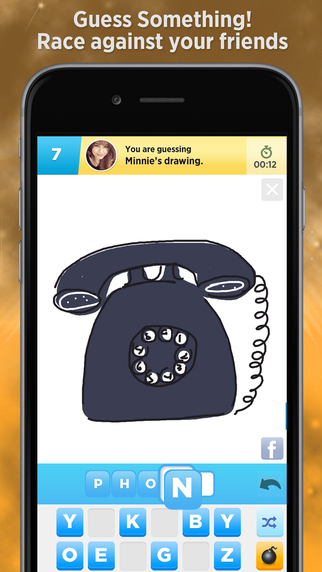 Guess Something!
Race against your friends
7
You are guessing
Minnie's drawing.
00:12
f
P H O N
Y K B Y
O E G Z